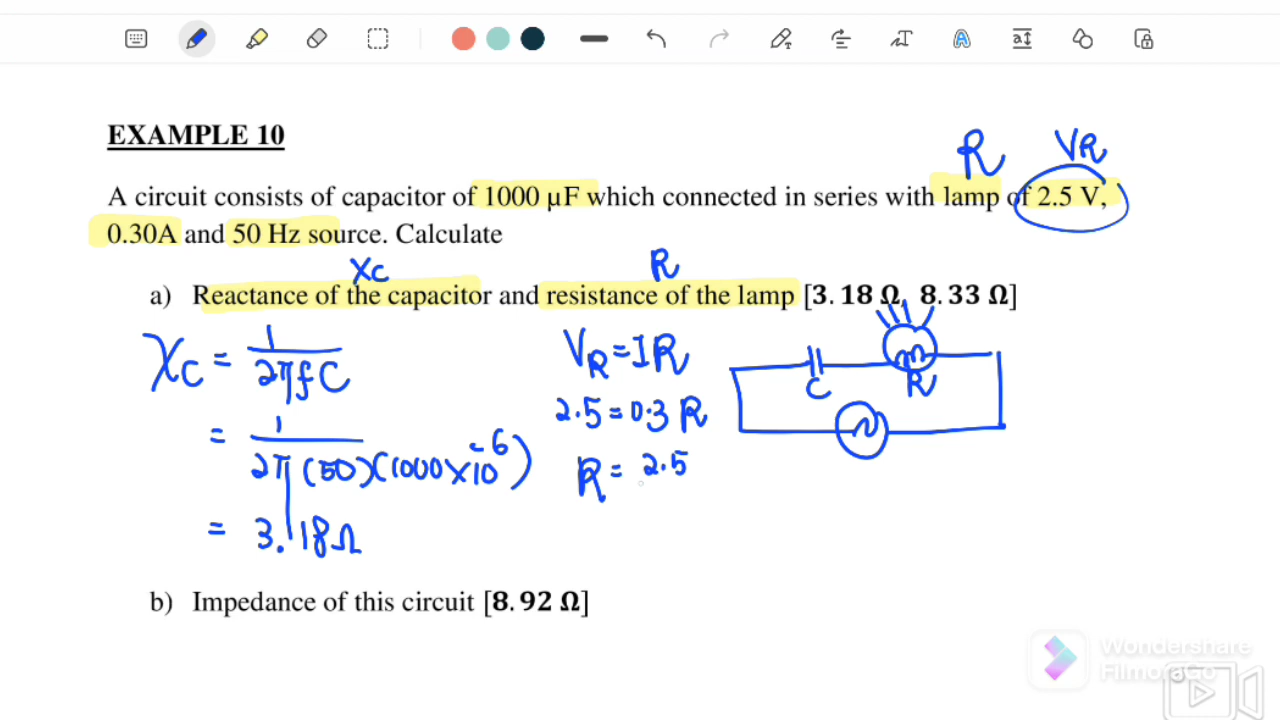 EXAMPLE 10
R VR
A circuit consists of capacitor of 1000 µF which connected in series with lamp of 2.5 V,
0.30A and 50 Hz source. Calculate
XC R
a) Reactance of the capacitor and resistance of the lamp [3.18 Ω, 8.33 Ω]
XC = 1/2πfC
= 1/2π(50)(1000×10^-6)
= 3.18Ω
VR = IR
2.5 = 0.3 R
R = 2.5
C R
b) Impedance of this circuit [8.92 Ω]
Wondershare
FilmoraGo